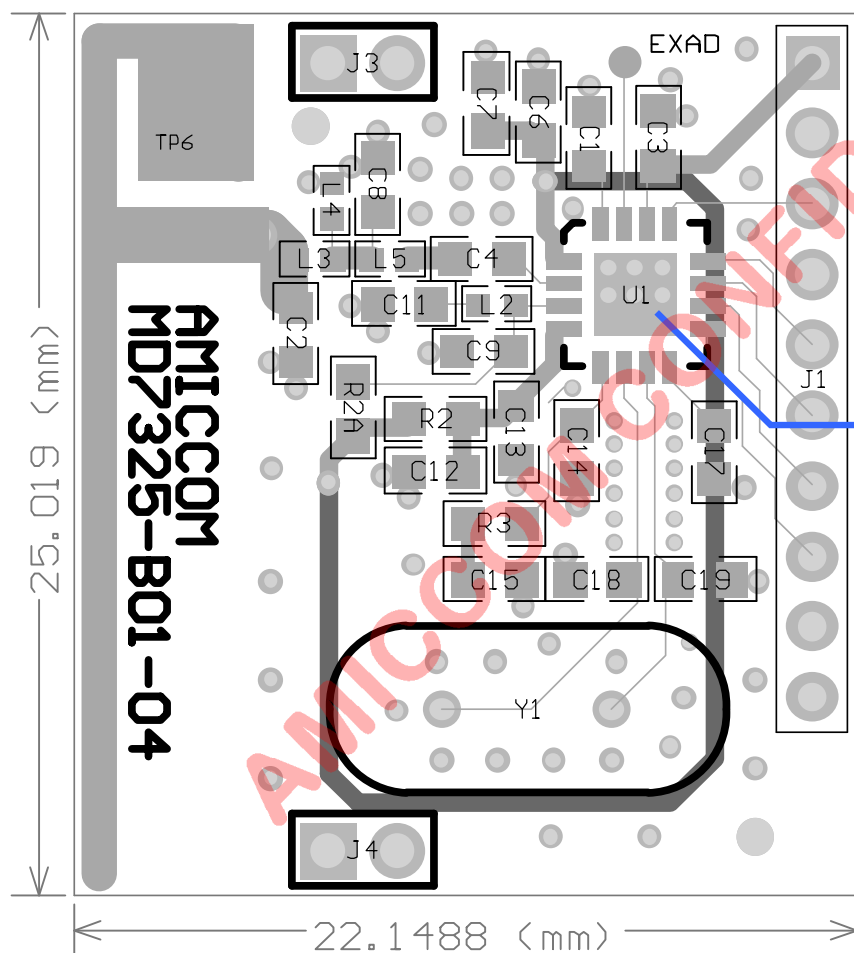 J3
EXAD
TP6
C7
C6
C1
C3
C8
L4
L3
L5
C4
U1
C11
L2
C2
C9
J1
R2A
R2
C13
C14
C17
C12
R3
C15
C18
C19
Y1
J4
AMICCOM
MD7325-B01-04
25.019 (mm)
22.1488 (mm)
AMICCOM CONFID